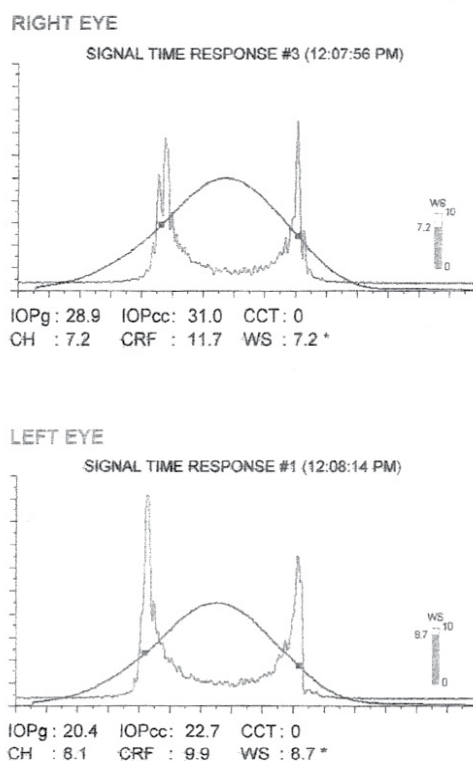 RIGHT EYE
SIGNAL TIME RESPONSE #3 (12:07:56 PM)
WS
10
7.2
0
IOPg : 28.9 IOPcc: 31.0 CCT : 0
CH : 7.2 CRF : 11.7 WS : 7.2 *
LEFT EYE
SIGNAL TIME RESPONSE #1 (12:08:14 PM)
WS
10
8.7
0
IOPg : 20.4 IOPcc: 22.7 CCT : 0
CH : 8.1 CRF : 9.9 WS : 8.7 *